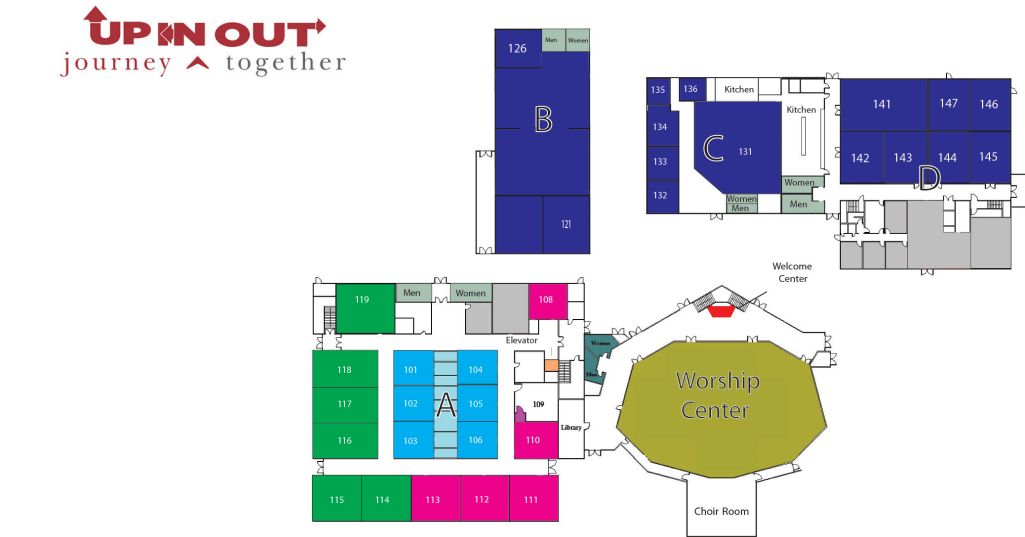 UP IN OUT
journey together
126
Men
Women
B
121
135
136
Kitchen
Kitchen
134
C
131
133
132
Women
Men
Women
Men
141
147
146
142
143
144
145
D
Welcome
Center
119
Men
Women
108
Elevator
Women
Men
118
101
104
117
102
A
105
109
116
103
106
110
Library
Worship
Center
115
114
113
112
111
Choir Room